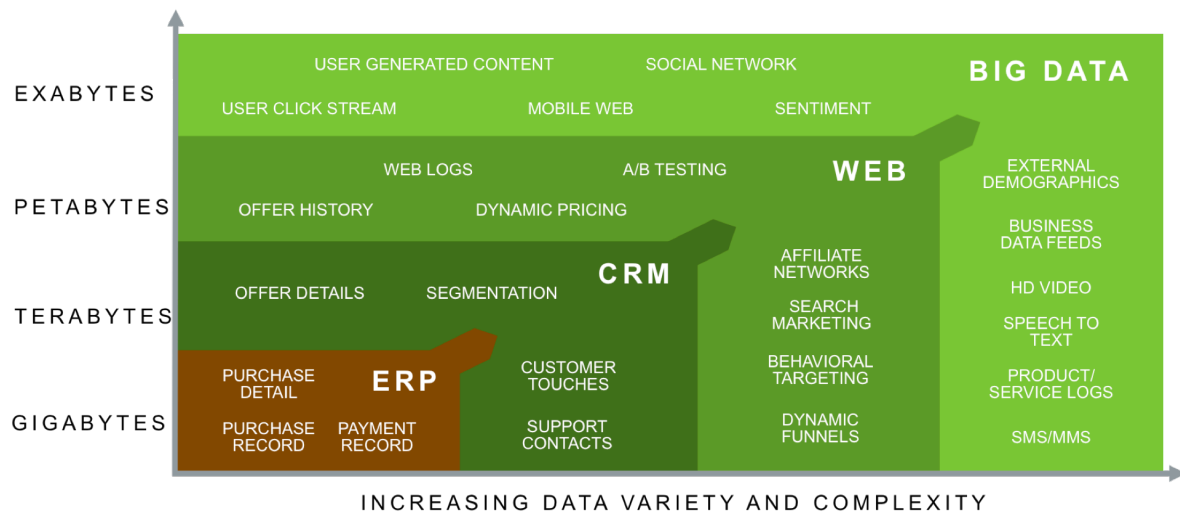 USER GENERATED CONTENT
SOCIAL NETWORK
BIG DATA
EXABYTES
USER CLICK STREAM
MOBILE WEB
SENTIMENT
WEB LOGS
A/B TESTING
WEB
EXTERNAL
DEMOGRAPHICS
PETABYTES
OFFER HISTORY
DYNAMIC PRICING
BUSINESS
DATA FEEDS
AFFILIATE
NETWORKS
CRM
OFFER DETAILS
SEGMENTATION
HD VIDEO
TERABYTES
SEARCH
MARKETING
SPEECH TO
TEXT
PURCHASE
DETAIL
ERP
CUSTOMER
TOUCHES
BEHAVIORAL
TARGETING
PRODUCT/
SERVICE LOGS
GIGABYTES
PURCHASE
RECORD
PAYMENT
RECORD
SUPPORT
CONTACTS
DYNAMIC
FUNNELS
SMS/MMS
INCREASING DATA VARIETY AND COMPLEXITY